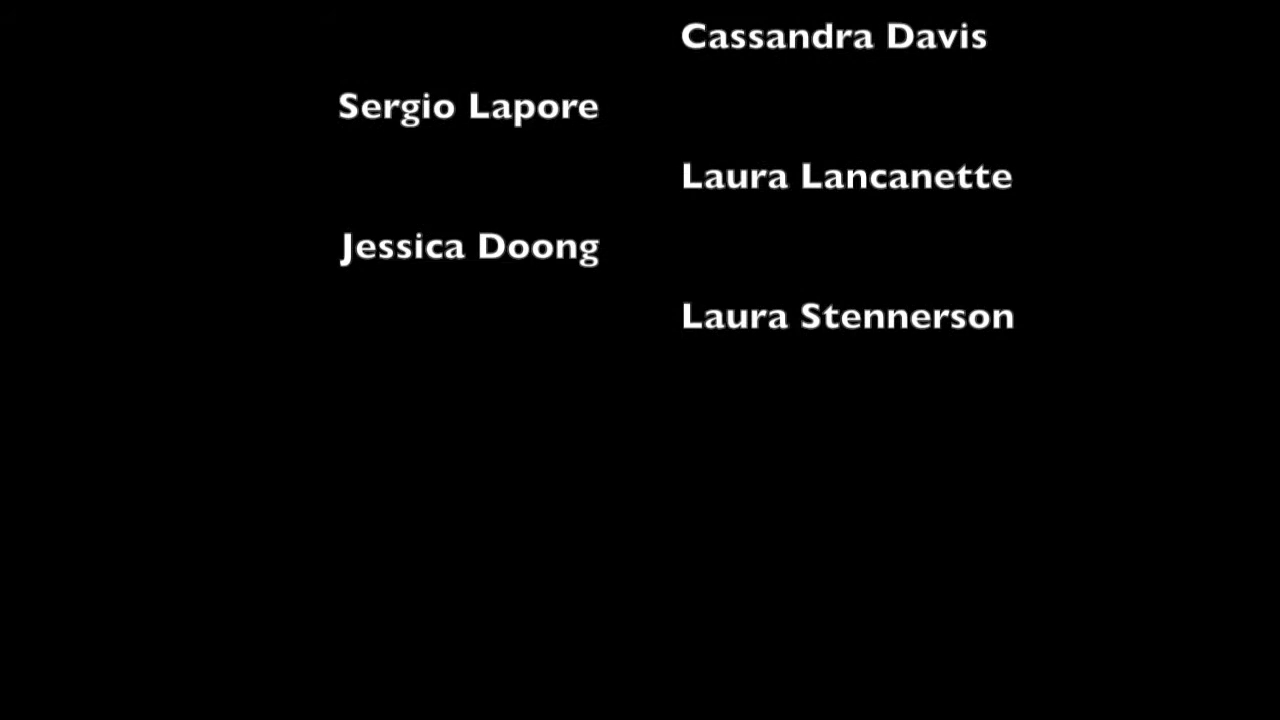 Cassandra Davis
Sergio Lapore
Laura Lancanette
Jessica Doong
Laura Stennerson